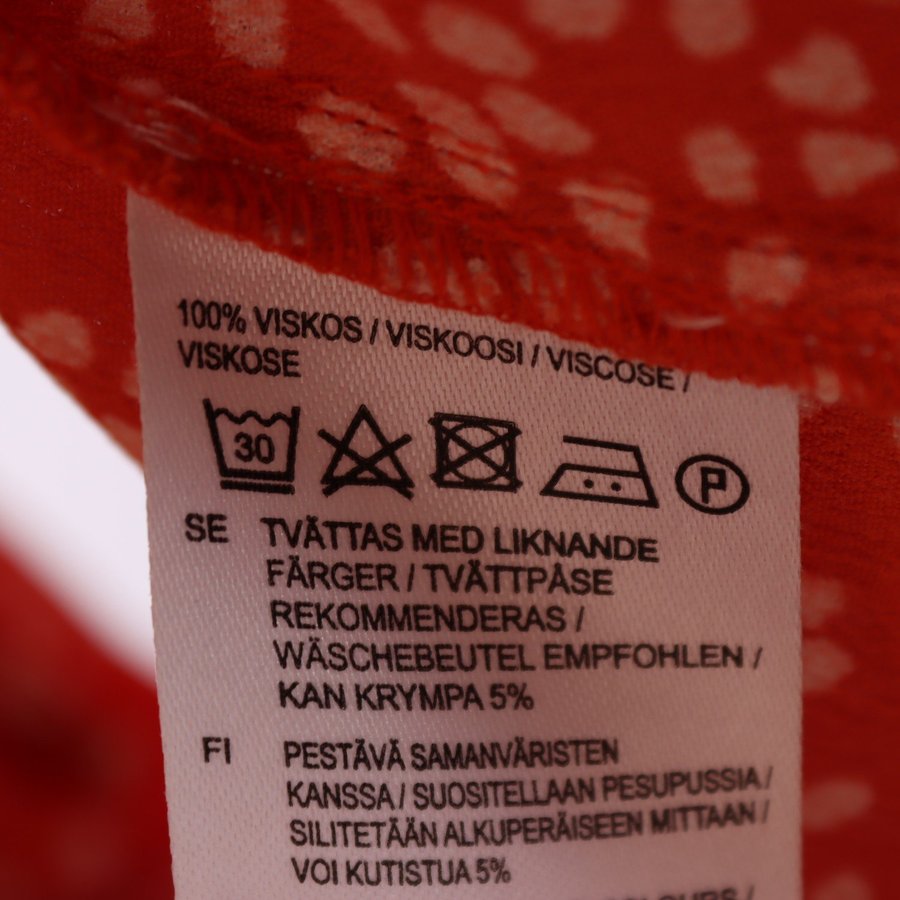 100% VISKOS / VISKOOSI / VISCOSE /
VISKOSE
30
P
SE TVÄTTAS MED LIKNANDE
FÄRGER / TVÄTTPÅSE
REKOMMENDERAS /
WÄSCHEBEUTEL EMPFOHLEN /
KAN KRYMPA 5%
FI PESTÄVÄ SAMANVÄRISTEN
KANSSA / SUOSITELLAAN PESUPUSSIA /
SILITETÄÄN ALKUPERÄISEEN MITTAAN /
VOI KUTISTUA 5%